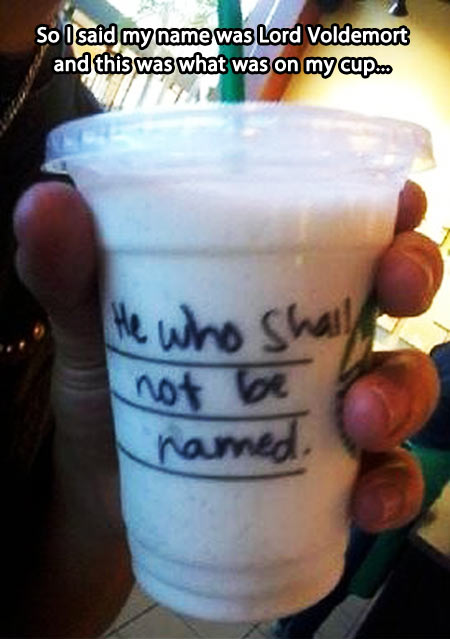 So I said my name was Lord Voldemort
and this was what was on my cup...
He who Shall
not be
named.